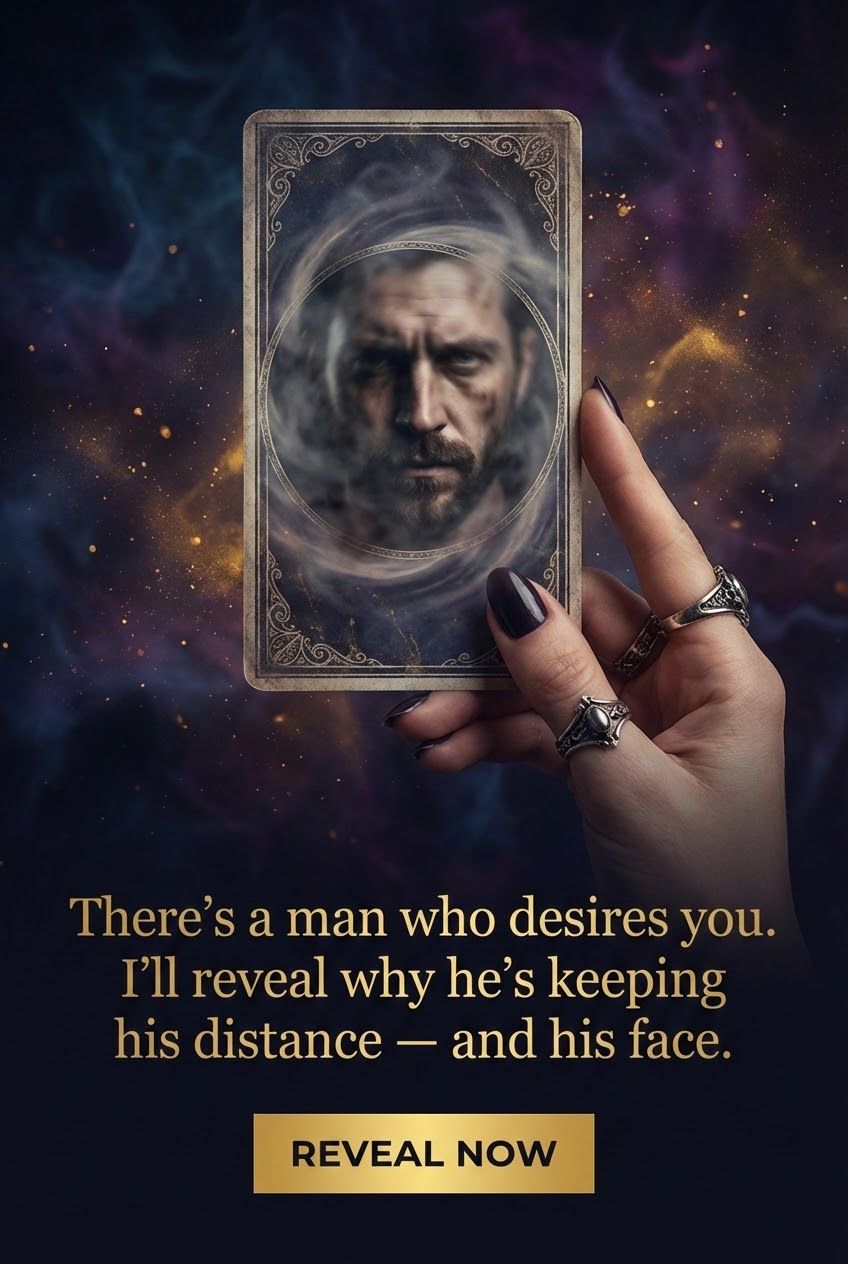 There’s a man who desires you.
I’ll reveal why he’s keeping
his distance — and his face.
REVEAL NOW